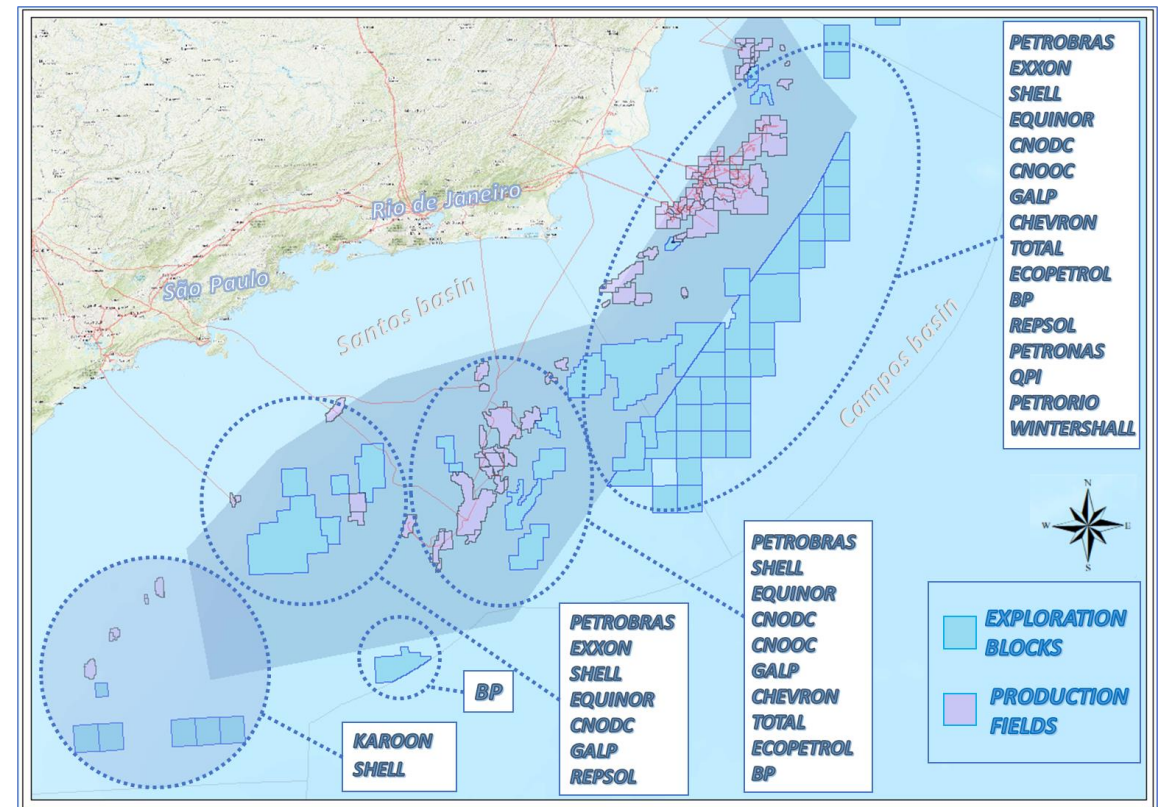 PETROBRAS
EXXON
SHELL
EQUINOR
CNODC
CNOOC
GALP
CHEVRON
TOTAL
ECOPETROL
BP
REPSOL
PETRONAS
QPI
PETRORIO
WINTERSHALL
Rio de Janeiro
São Paulo
Santos basin
Campos basin
N
W
E
S
PETROBRAS
SHELL
EQUINOR
CNODC
CNOOC
GALP
CHEVRON
TOTAL
ECOPETROL
BP
PETROBRAS
EXXON
SHELL
EQUINOR
CNODC
GALP
REPSOL
BP
KAROON
SHELL
EXPLORATION
BLOCKS
PRODUCTION
FIELDS